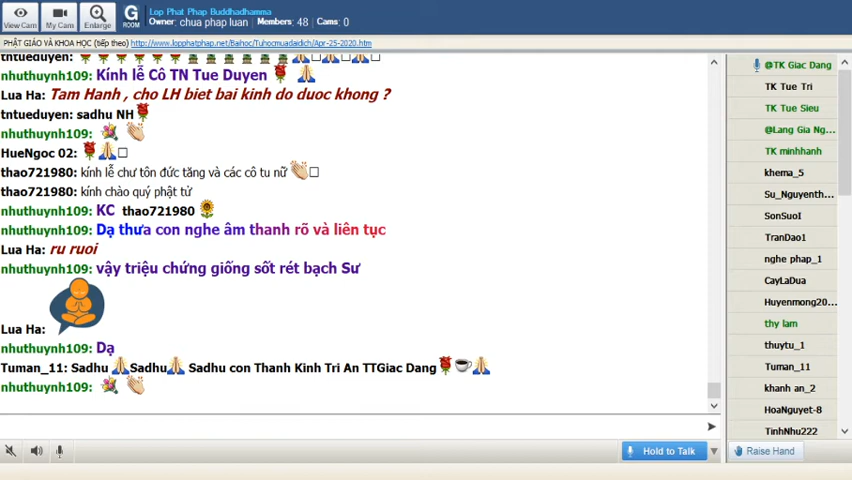 View Cam
My Cam
Enlarge
G
ROOM
Lop Phat Phap Buddhadhamma
Owner: chua phap luan Members: 48 Cams: 0
PHẬT GIÁO VÀ KHOA HỌC (tiếp theo) http://www.lopphatphap.net/Baihoc/Tuhocmuadaidich/Apr-25-2020.htm
tntueduyen:
nhuthuynh109: Kính lễ Cô TN Tue Duyen
Lua Ha: Tam Hanh , cho LH biet bai kinh do duoc khong ?
tntueduyen: sadhu NH
nhuthuynh109:
HueNgoc 02:
thao721980: kính lễ chư tôn đức tăng và các cô tu nữ
thao721980: kính chào quý phật tử
nhuthuynh109: KC thao721980
nhuthuynh109: Dạ thưa con nghe âm thanh rõ và liên tục
Lua Ha: ru ruoi
nhuthuynh109: vậy triệu chứng giống sốt rét bạch Sư
Lua Ha:
nhuthuynh109: Dạ
Tuman_11: Sadhu Sadhu Sadhu con Thanh Kinh Tri An TTGiac Dang
nhuthuynh109:
Hold to Talk
@TK Giac Dang
TK Tue Tri
TK Tue Sieu
@Lang Gia Ng...
TK minhhanh
khema_5
Su_Nguyenth...
SonSuoI
TranDao1
nghe phap_1
CayLaDua
Huyenmong20...
thy lam
thuytu_1
Tuman_11
khanh an_2
HoaNguyet-8
TinhNhu222
Raise Hand